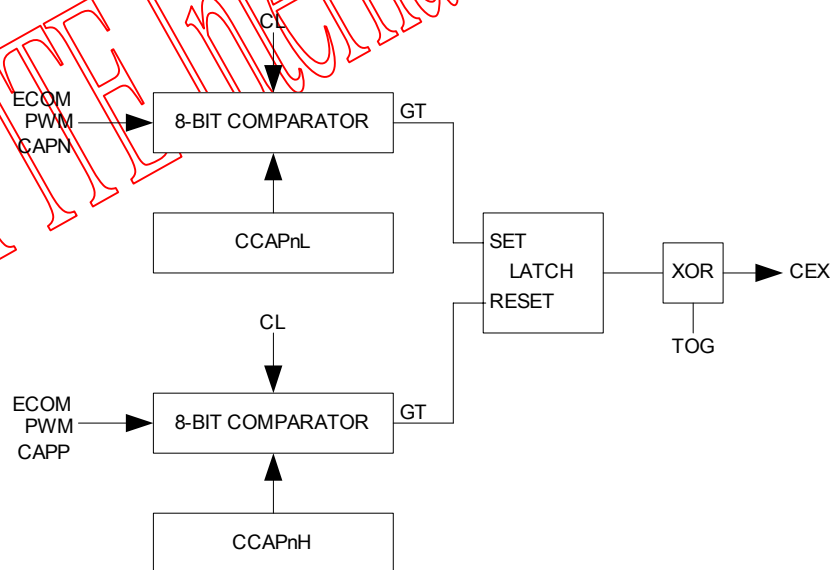 CL
ECOM
PWM
CAPN
8-BIT COMPARATOR
GT
CCAPnL
SET
LATCH
RESET
XOR
CEX
TOG
CL
ECOM
PWM
CAPP
8-BIT COMPARATOR
GT
CCAPnH